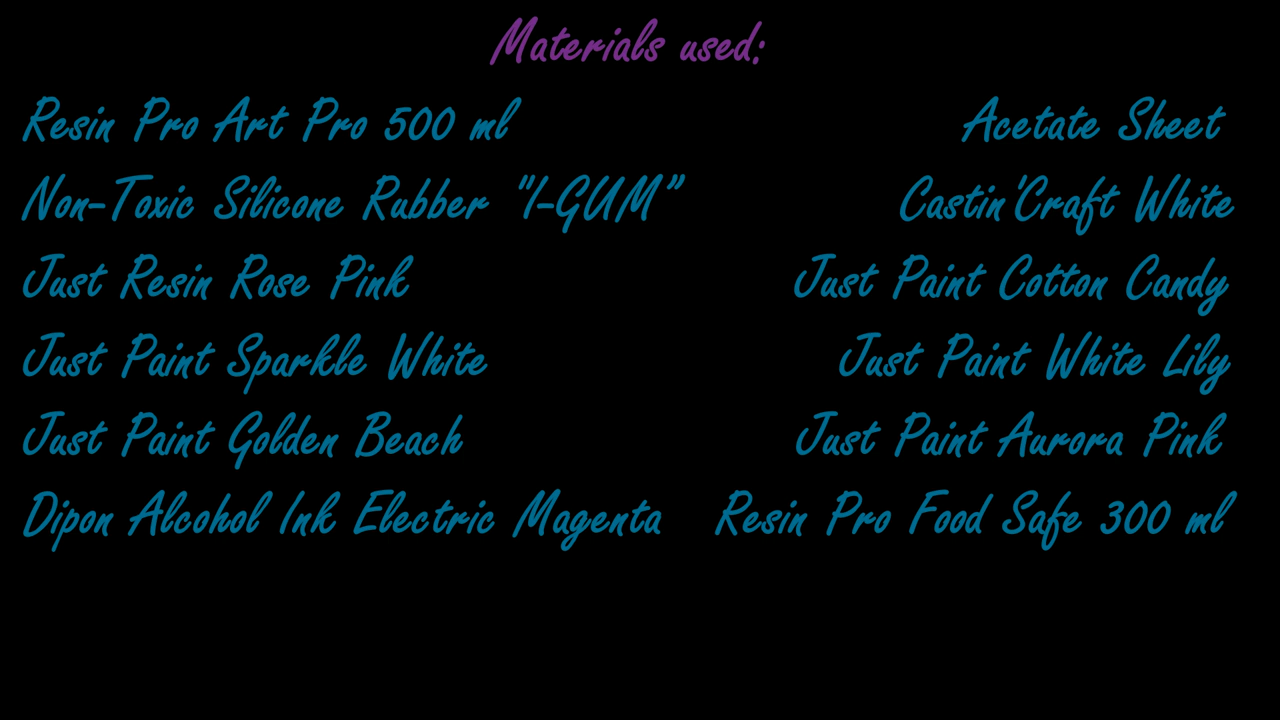 Materials used:
Resin Pro Art Pro 500 ml
Acetate Sheet
Non-Toxic Silicone Rubber "I-GUM"
Castin'Craft White
Just Resin Rose Pink
Just Paint Cotton Candy
Just Paint Sparkle White
Just Paint White Lily
Just Paint Golden Beach
Just Paint Aurora Pink
Dipon Alcohol Ink Electric Magenta
Resin Pro Food Safe 300 ml